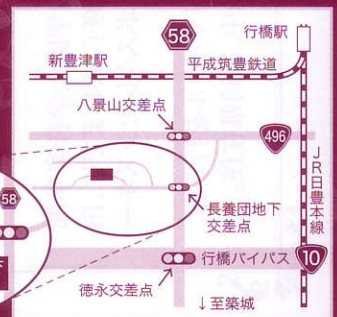 行橋駅
58
新豊津駅
平成筑豊鉄道
八景山交差点
496
JR日豊本線
58
長養団地下
交差点
下
行橋バイパス
10
徳永交差点
↓至築城